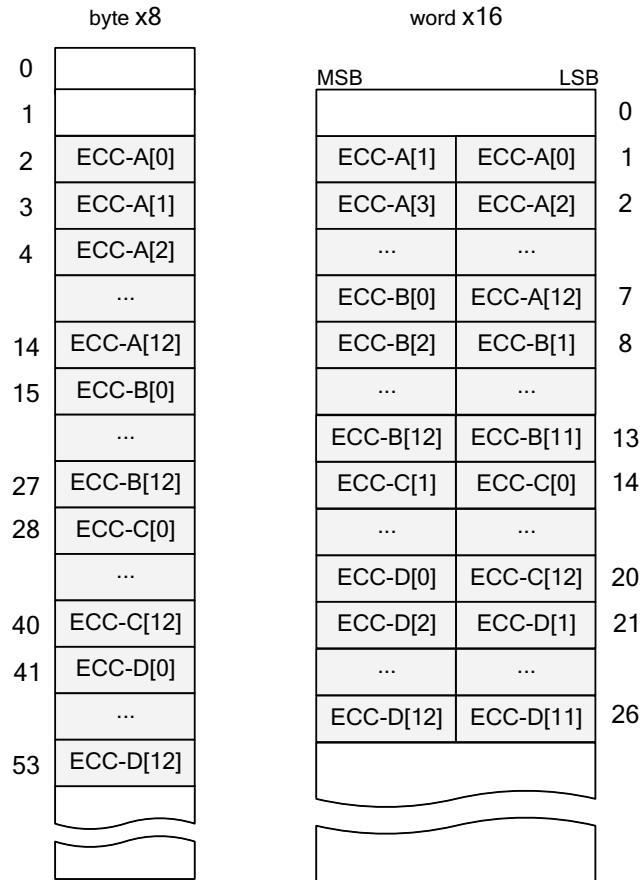 byte x8
0
1
2 ECC-A[0]
3 ECC-A[1]
4 ECC-A[2]
...
14 ECC-A[12]
15 ECC-B[0]
...
27 ECC-B[12]
28 ECC-C[0]
...
40 ECC-C[12]
41 ECC-D[0]
...
53 ECC-D[12]
word x16
MSB LSB
0
ECC-A[1] ECC-A[0] 1
ECC-A[3] ECC-A[2] 2
... ...
ECC-B[0] ECC-A[12] 7
ECC-B[2] ECC-B[1] 8
... ...
ECC-B[12] ECC-B[11] 13
ECC-C[1] ECC-C[0] 14
... ...
ECC-D[0] ECC-C[12] 20
ECC-D[2] ECC-D[1] 21
... ...
ECC-D[12] ECC-D[11] 26